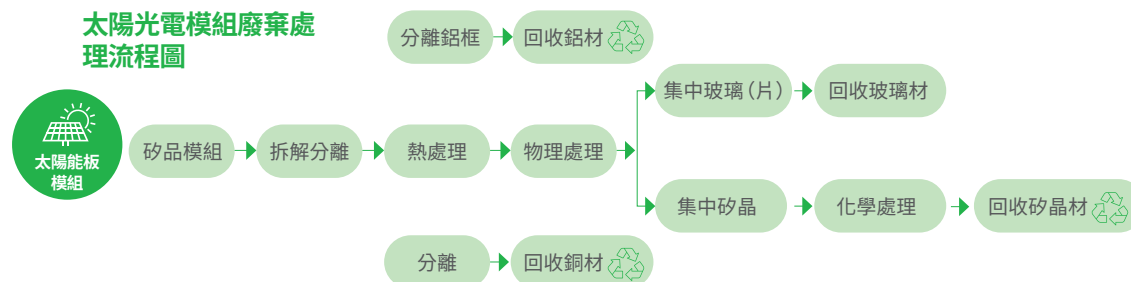 太陽光電模組廢棄處
理流程圖
分離鋁框
回收鋁材
集中玻璃（片）
回收玻璃材
太陽能板
模組
矽品模組
拆解分離
熱處理
物理處理
集中矽晶
化學處理
回收矽晶材
分離
回收銅材